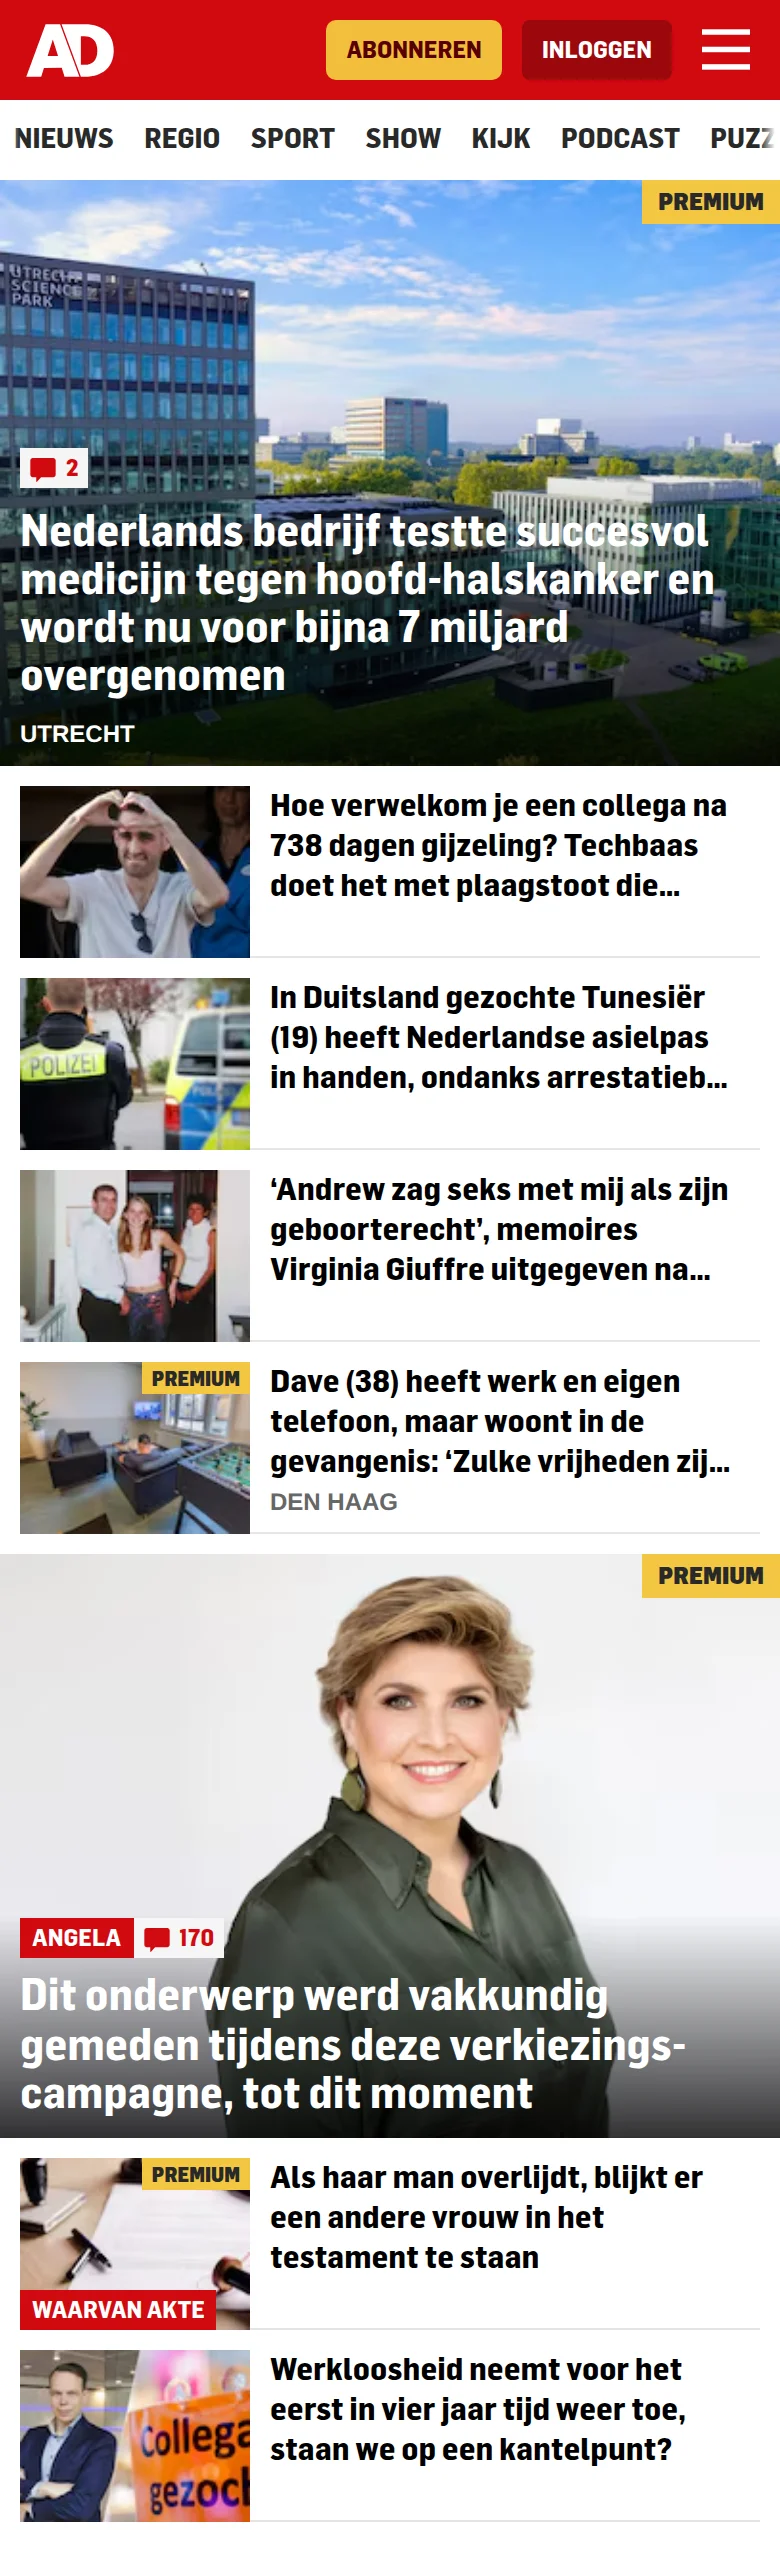 AD
ABONNEREN
INLOGGEN
NIEUWS REGIO SPORT SHOW KIJK PODCAST PUZZ
PREMIUM
UTRECHT
SCIENCE
PARK
2
Nederlands bedrijf testte succesvol
medicijn tegen hoofd-halskanker en
wordt nu voor bijna 7 miljard
overgenomen
UTRECHT
Hoe verwelkom je een collega na
738 dagen gijzeling? Techbaas
doet het met plaagstoot die...
In Duitsland gezochte Tunesiër
(19) heeft Nederlandse asielpas
in handen, ondanks arrestatieb...
POLIZEI
‘Andrew zag seks met mij als zijn
geboorterecht’, memoires
Virginia Giuffre uitgegeven na...
PREMIUM
Dave (38) heeft werk en eigen
telefoon, maar woont in de
gevangenis: ‘Zulke vrijheden zij...
DEN HAAG
PREMIUM
ANGELA
170
Dit onderwerp werd vakkundig
gemeden tijdens deze verkiezings-
campagne, tot dit moment
PREMIUM
WAARVAN AKTE
Als haar man overlijdt, blijkt er
een andere vrouw in het
testament te staan
Werkloosheid neemt voor het
eerst in vier jaar tijd weer toe,
staan we op een kantelpunt?
Collega
gezoch